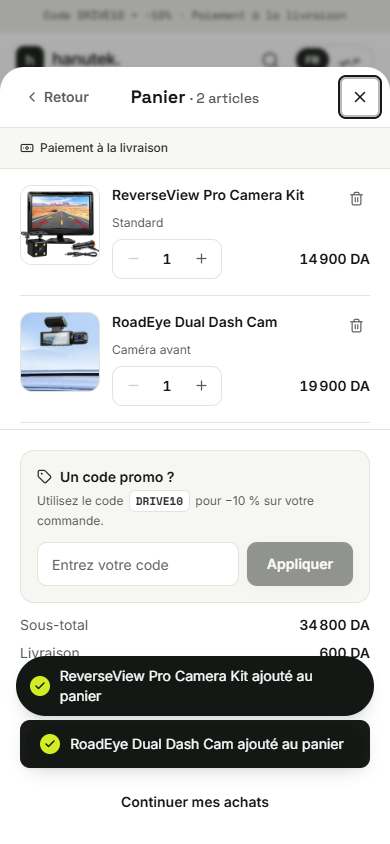 Code DRIVE10 = -10% · Paiement à la livraison
hanutek.
FR
Retour
Panier · 2 articles
Paiement à la livraison
ReverseView Pro Camera Kit
Standard
1
14 900 DA
RoadEye Dual Dash Cam
Caméra avant
1
19 900 DA
Un code promo ?
Utilisez le code DRIVE10 pour −10 % sur votre
commande.
Entrez votre code
Appliquer
Sous-total
34 800 DA
Livraison
600 DA
ReverseView Pro Camera Kit ajouté au
panier
RoadEye Dual Dash Cam ajouté au panier
Continuer mes achats